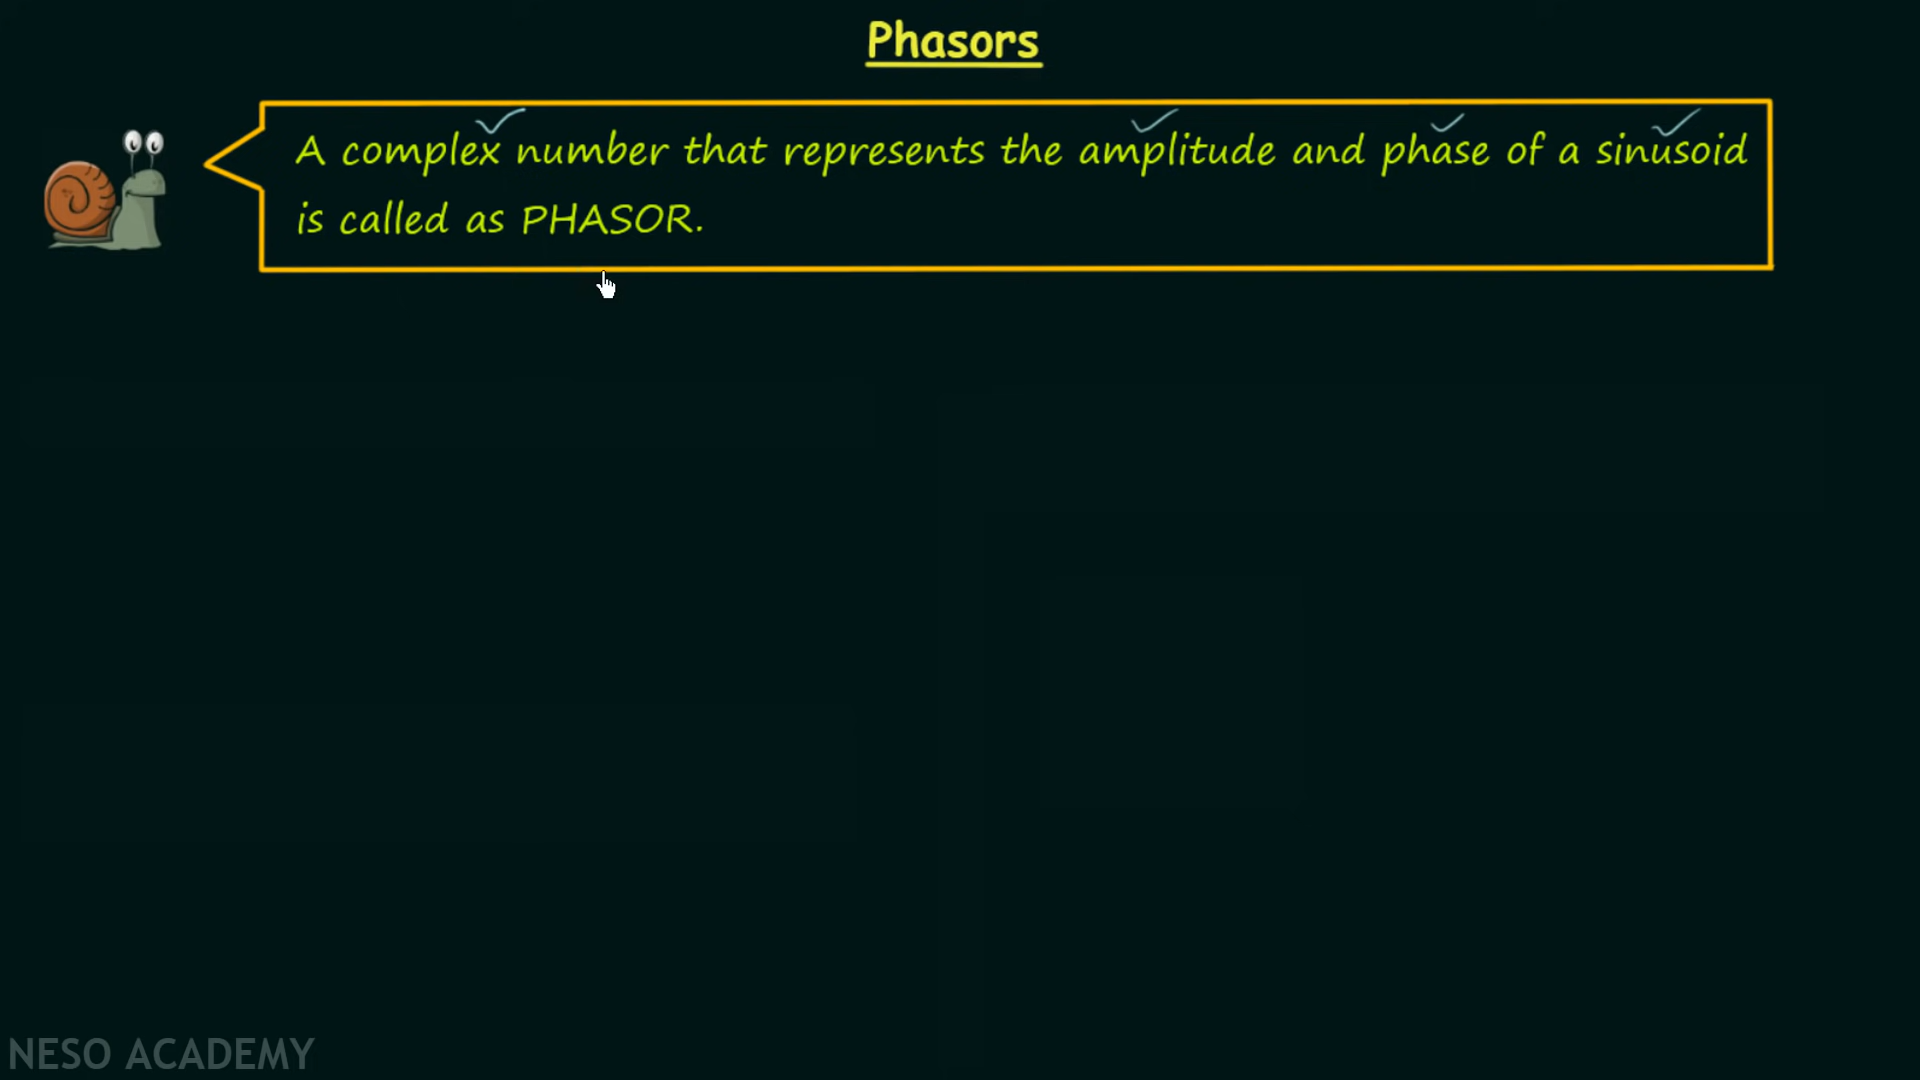 Phasors
A complex number that represents the amplitude and phase of a sinusoid
is called as PHASOR.
NESO ACADEMY